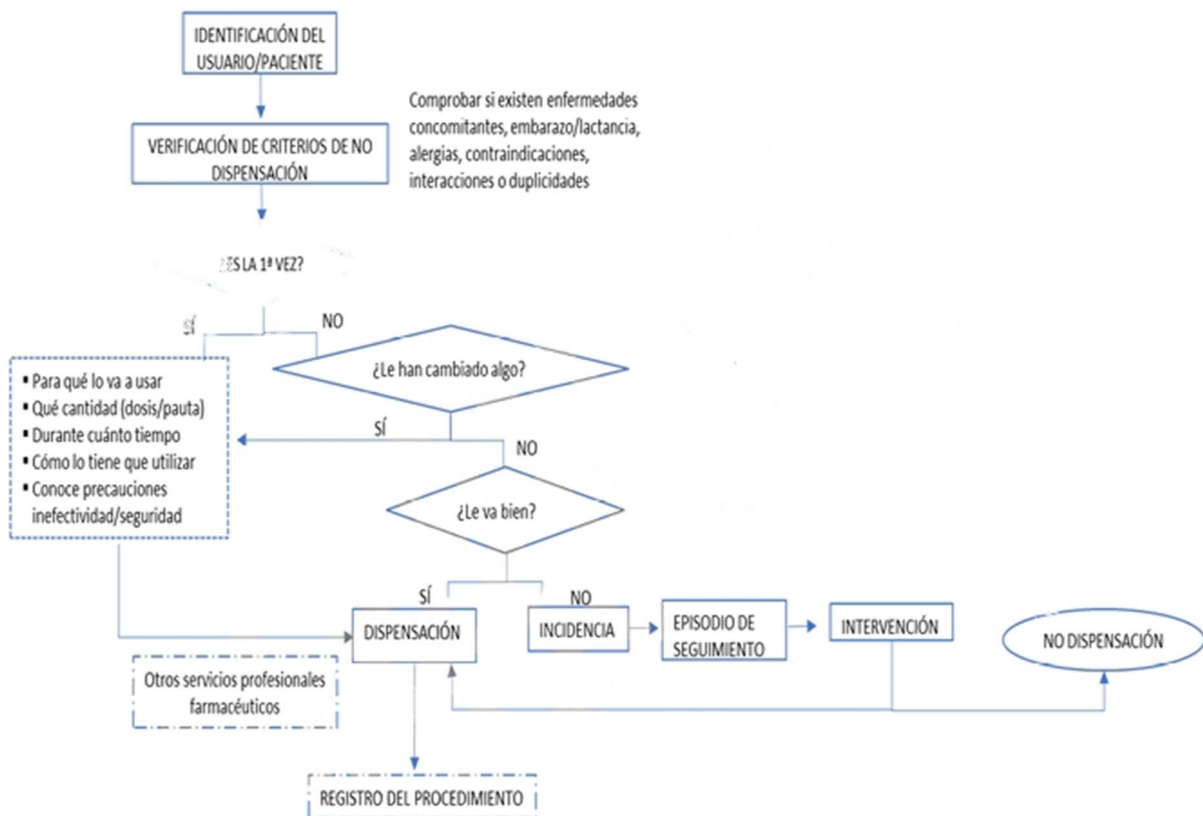 IDENTIFICACIÓN DEL
USUARIO/PACIENTE
Comprobar si existen enfermedades
concomitantes, embarazo/lactancia,
alergias, contraindicaciones,
interacciones o duplicidades
VERIFICACIÓN DE CRITERIOS DE NO
DISPENSACIÓN
¿ES LA 1ª VEZ?
NO
¿Le han cambiado algo?
▪ Para qué lo va a usar
▪ Qué cantidad (dosis/pauta)
▪ Durante cuánto tiempo
▪ Cómo lo tiene que utilizar
▪ Conoce precauciones
inefectividad/seguridad
SÍ
NO
¿Le va bien?
SÍ
NO
DISPENSACIÓN
INCIDENCIA
EPISODIO DE
SEGUIMIENTO
INTERVENCIÓN
NO DISPENSACIÓN
Otros servicios profesionales
farmacéuticos
REGISTRO DEL PROCEDIMIENTO